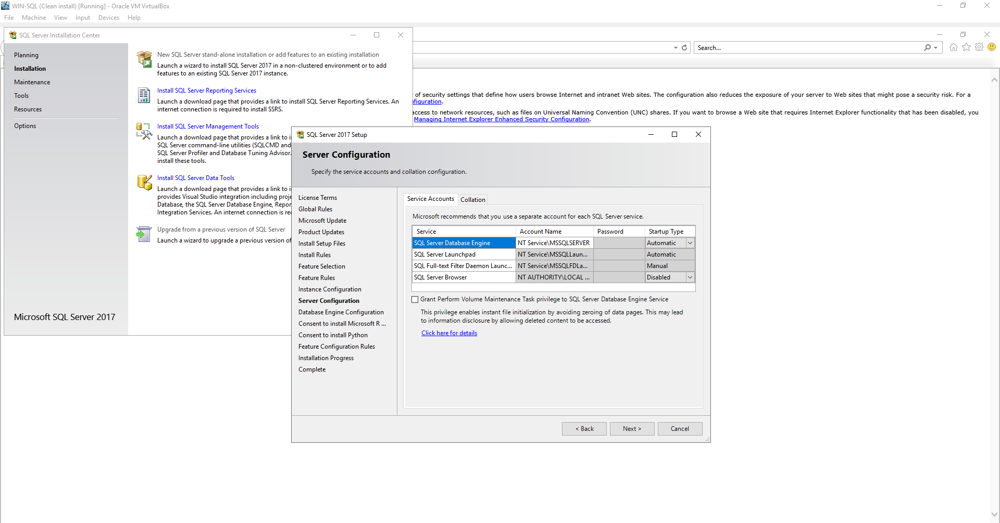 WIN-SQL (Clean install) [Running] - Oracle VM VirtualBox
File Machine View Input Devices Help
SQL Server Installation Center
Search...
Planning
Installation
Maintenance
Tools
Resources
Options
Microsoft SQL Server 2017
New SQL Server stand-alone installation or add features to an existing installation
Launch a wizard to install SQL Server 2017 in a non-clustered environment or to add
features to an existing SQL Server 2017 instance.
Install SQL Server Reporting Services
Launch a download page that provides a link to install SQL Server Reporting Services. An
internet connection is required to install SSRS.
Install SQL Server Management Tools
Launch a download page that provides a link to
SQL Server command-line utilities (SQLCMD and
SQL Server Profiler and Database Tuning Advisor.
install these tools.
Install SQL Server Data Tools
Launch a download page that provides a link to
provides Visual Studio integration including
Database, the SQL Server Database Engine,
Integration Services. An internet connection is
Upgrade from a previous version of SQL Server
Launch a wizard to upgrade a previous version of
of security settings that define how users browse Internet and intranet Web sites. The configuration also reduces the exposure of your server to Web sites that might pose a security risk. For a
figuration.
access to network resources, such as files on Universal Naming Convention (UNC) shares. If you want to browse a Web site that requires Internet Explorer functionality that has been disabled, you
Managing Internet Explorer Enhanced Security Configuration.
SQL Server 2017 Setup
Server Configuration
Specify the service accounts and collation configuration.
License Terms
Global Rules
Microsoft Update
Product Updates
Install Setup Files
Install Rules
Feature Selection
Feature Rules
Instance Configuration
Server Configuration
Database Engine Configuration
Consent to install Microsoft R ...
Consent to install Python
Feature Configuration Rules
Installation Progress
Complete
Service Accounts Collation
Microsoft recommends that you use a separate account for each SQL Server service.
Service Account Name Password Startup Type
SQL Server Database Engine NT Service\MSSQLSERVER Automatic
SQL Server Launchpad NT Service\MSSQLLaun... Automatic
SQL Full-text Filter Daemon Launc... NT Service\MSSQLFDLa... Manual
SQL Server Browser NT AUTHORITY\LOCAL ... Disabled
Grant Perform Volume Maintenance Task privilege to SQL Server Database Engine Service
This privilege enables instant file initialization by avoiding zeroing of data pages. This may lead
to information disclosure by allowing deleted content to be accessed.
Click here for details
< Back Next > Cancel